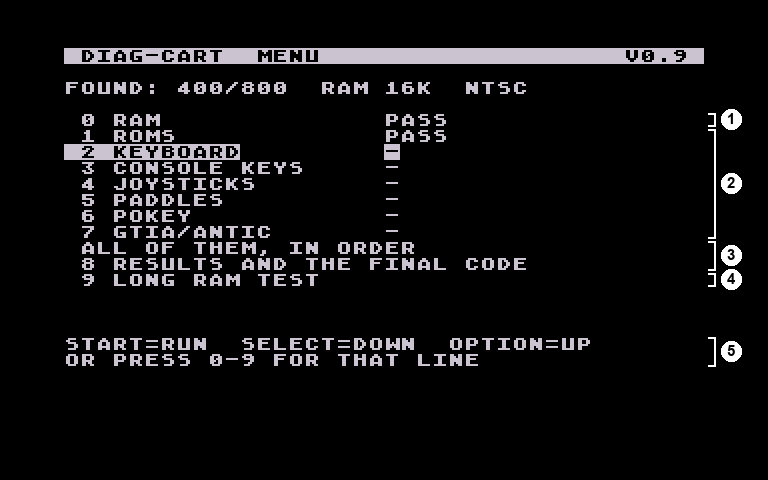 DIAG-CART MENU V0.9
FOUND: 400/800 RAM 16K NTSC
0 RAM PASS 1
1 ROMS PASS
2 KEYBOARD -
3 CONSOLE KEYS -
4 JOYSTICKS - 2
5 PADDLES -
6 POKEY -
7 GTIA/ANTIC -
ALL OF THEM, IN ORDER 3
8 RESULTS AND THE FINAL CODE
9 LONG RAM TEST 4
START=RUN SELECT=DOWN OPTION=UP 5
OR PRESS 0-9 FOR THAT LINE